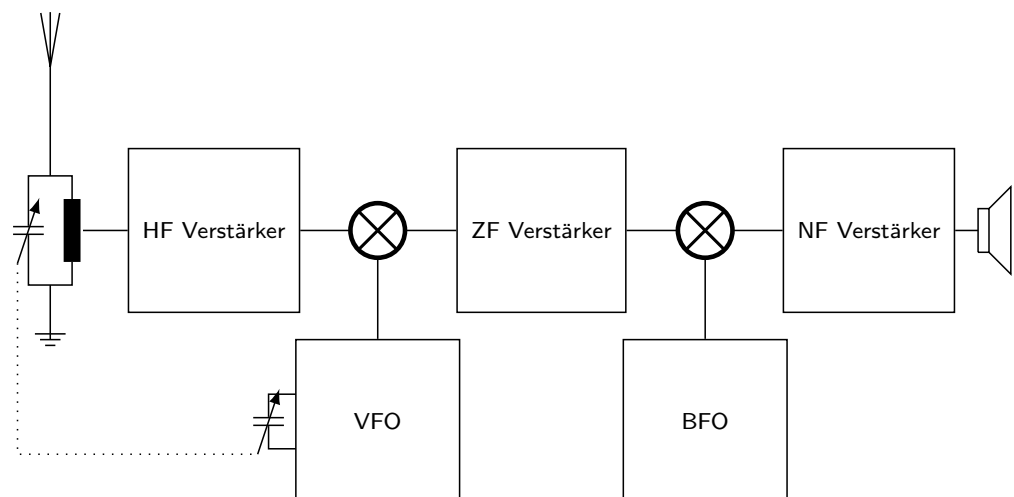 HF Verstärker
ZF Verstärker
NF Verstärker
VFO
BFO